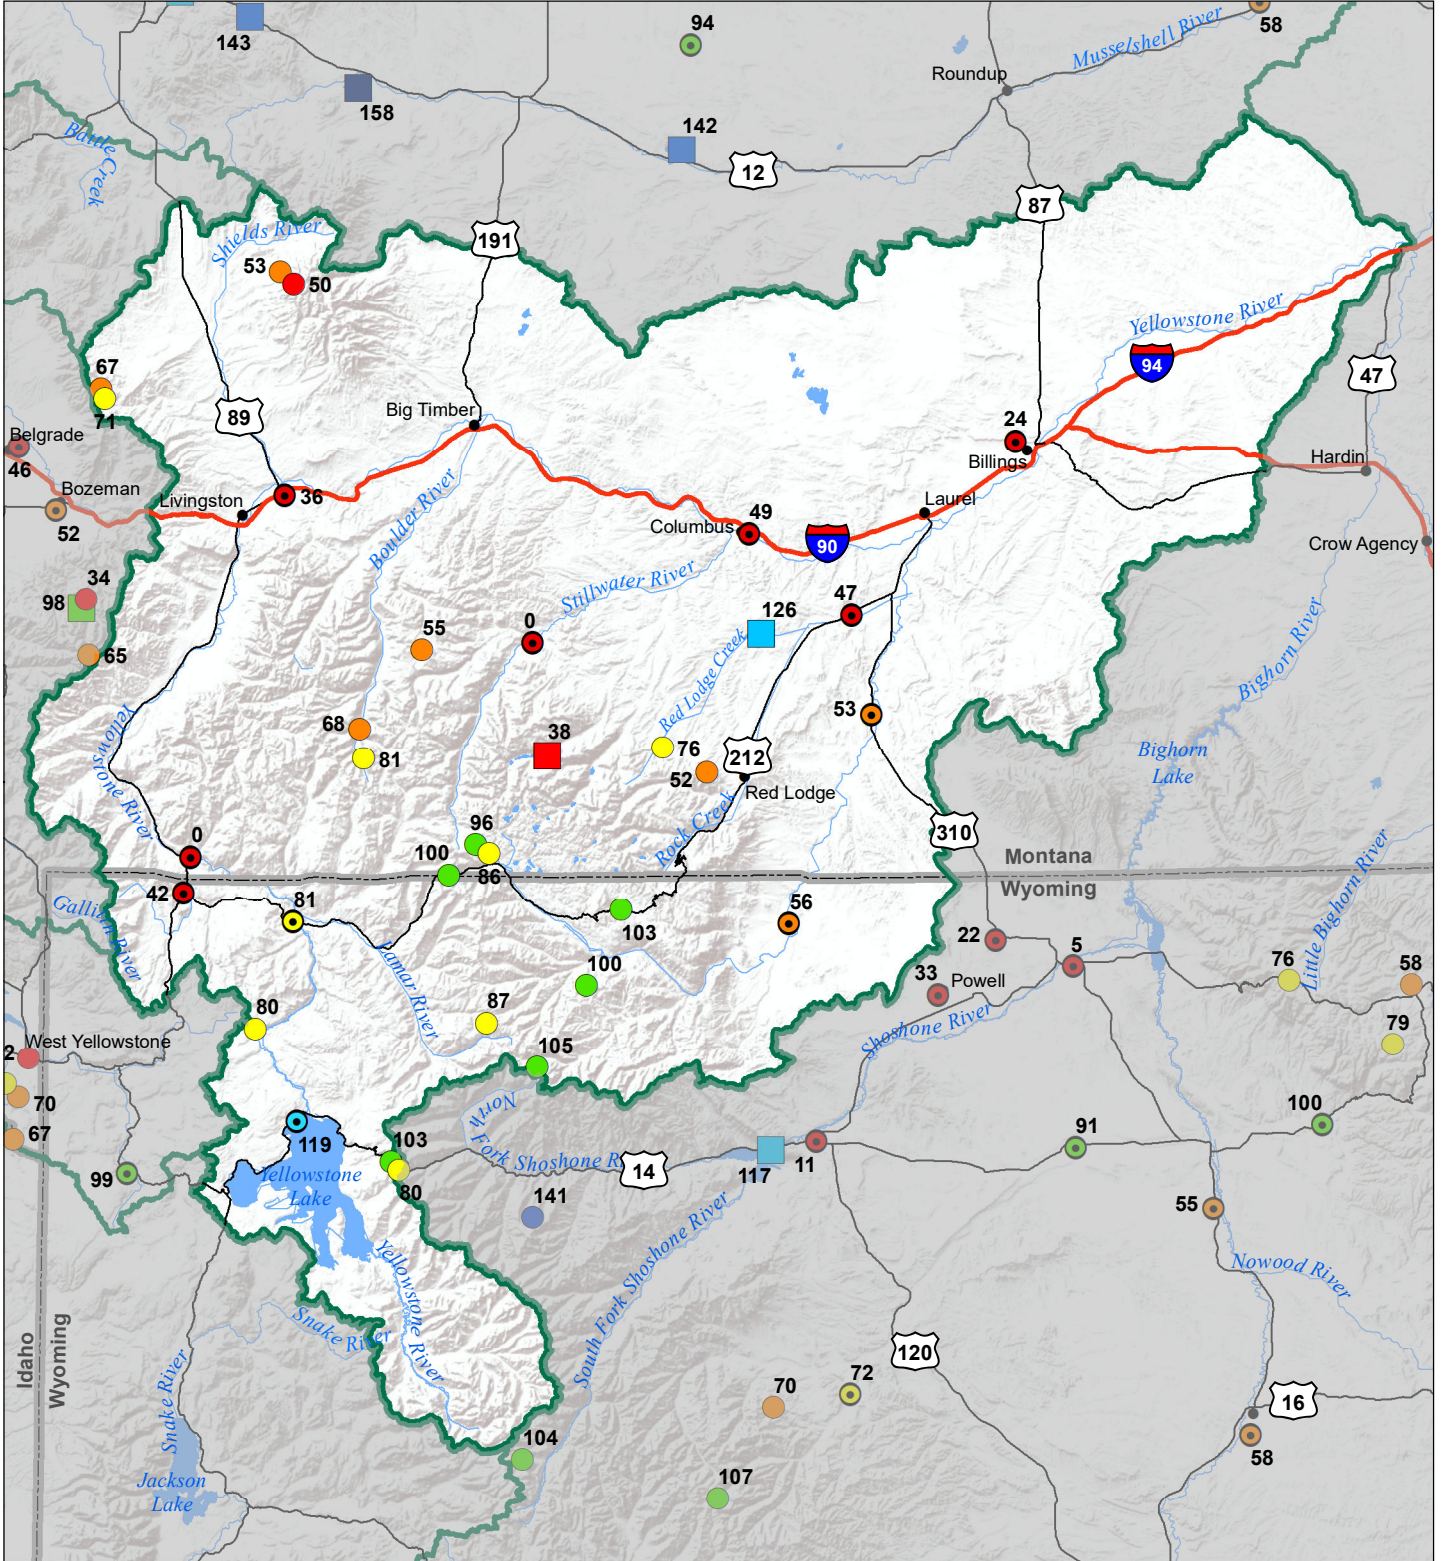 94
58
143
Musselshell River
Roundup
158
142
Battle Creek
12
87
191
Shields River
53
50
Yellowstone River
94
67
71
47
89
Big Timber
24
Belgrade
46
Billings
Hardin
Bozeman
Livingston
36
Laurel
52
Columbus
49
90
Crow Agency
Boulder River
Stillwater River
34
98
126
47
55
0
65
Red Lodge Creek
Bighorn River
Yellowstone River
68
53
38
81
76
212
52
Bighorn
Lake
Red Lodge
0
96
Rock Creek
310
100
86
Montana
Wyoming
Little Bighorn River
42
81
56
Gallatin River
103
22
5
Lamar River
100
33
Powell
76
58
80
87
Shoshone River
79
2
West Yellowstone
105
70
North Fork Shoshone R
100
67
119
103
91
99
Yellowstone
Lake
80
14
117
11
141
55
Yellowstone River
South Fork Shoshone River
Nowood River
Snake River
Idaho
Wyoming
120
Snake River
70
72
16
104
58
Jackson
Lake
107